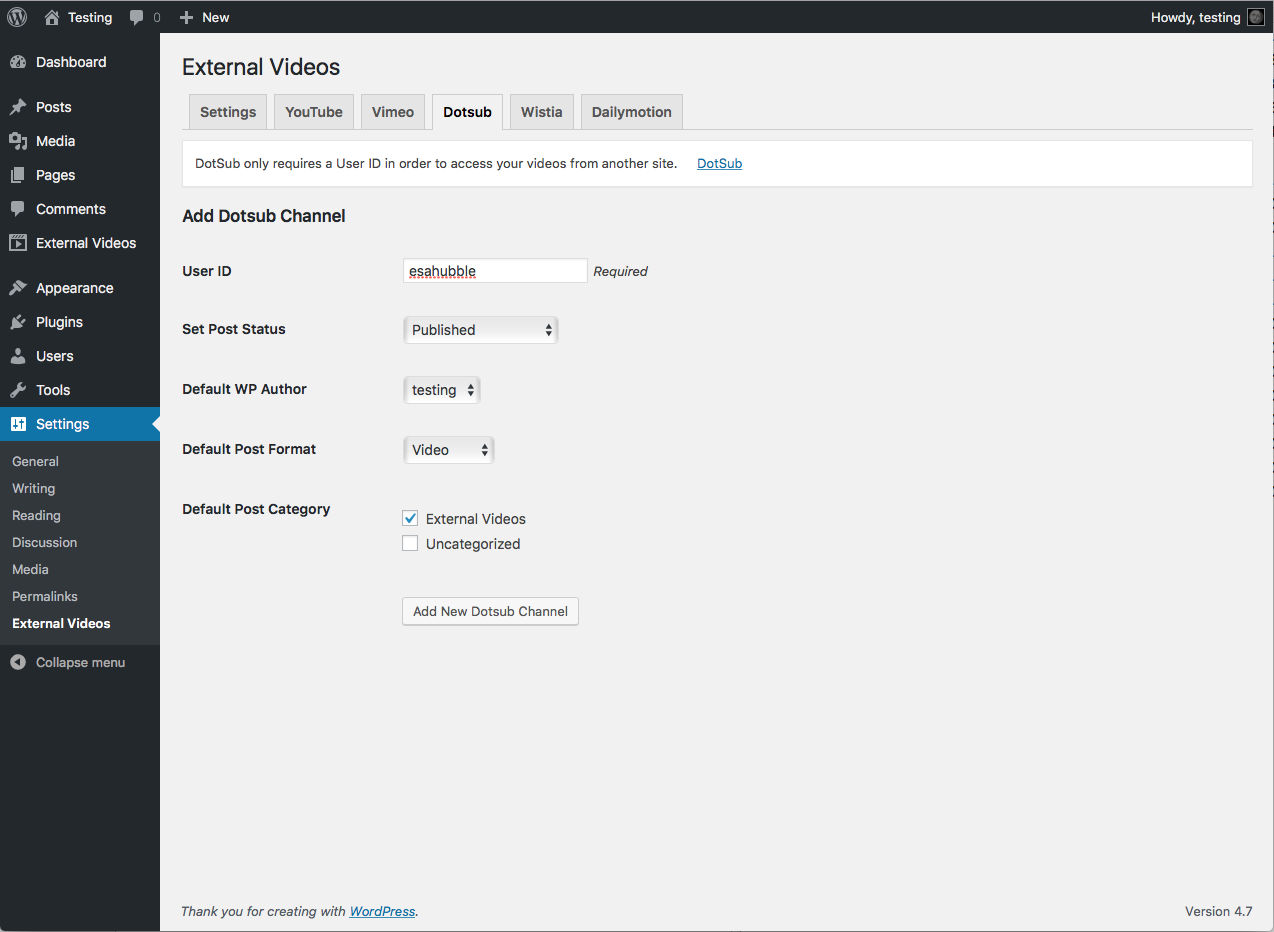 Testing 0 New Howdy, testing
Dashboard
Posts
Media
Pages
Comments
External Videos
Appearance
Plugins
Users
Tools
Settings
General
Writing
Reading
Discussion
Media
Permalinks
External Videos
Collapse menu
External Videos
Settings YouTube Vimeo Dotsub Wistia Dailymotion
DotSub only requires a User ID in order to access your videos from another site. DotSub
Add Dotsub Channel
User ID esahubble Required
Set Post Status Published
Default WP Author testing
Default Post Format Video
Default Post Category External Videos
Uncategorized
Add New Dotsub Channel
Thank you for creating with WordPress. Version 4.7